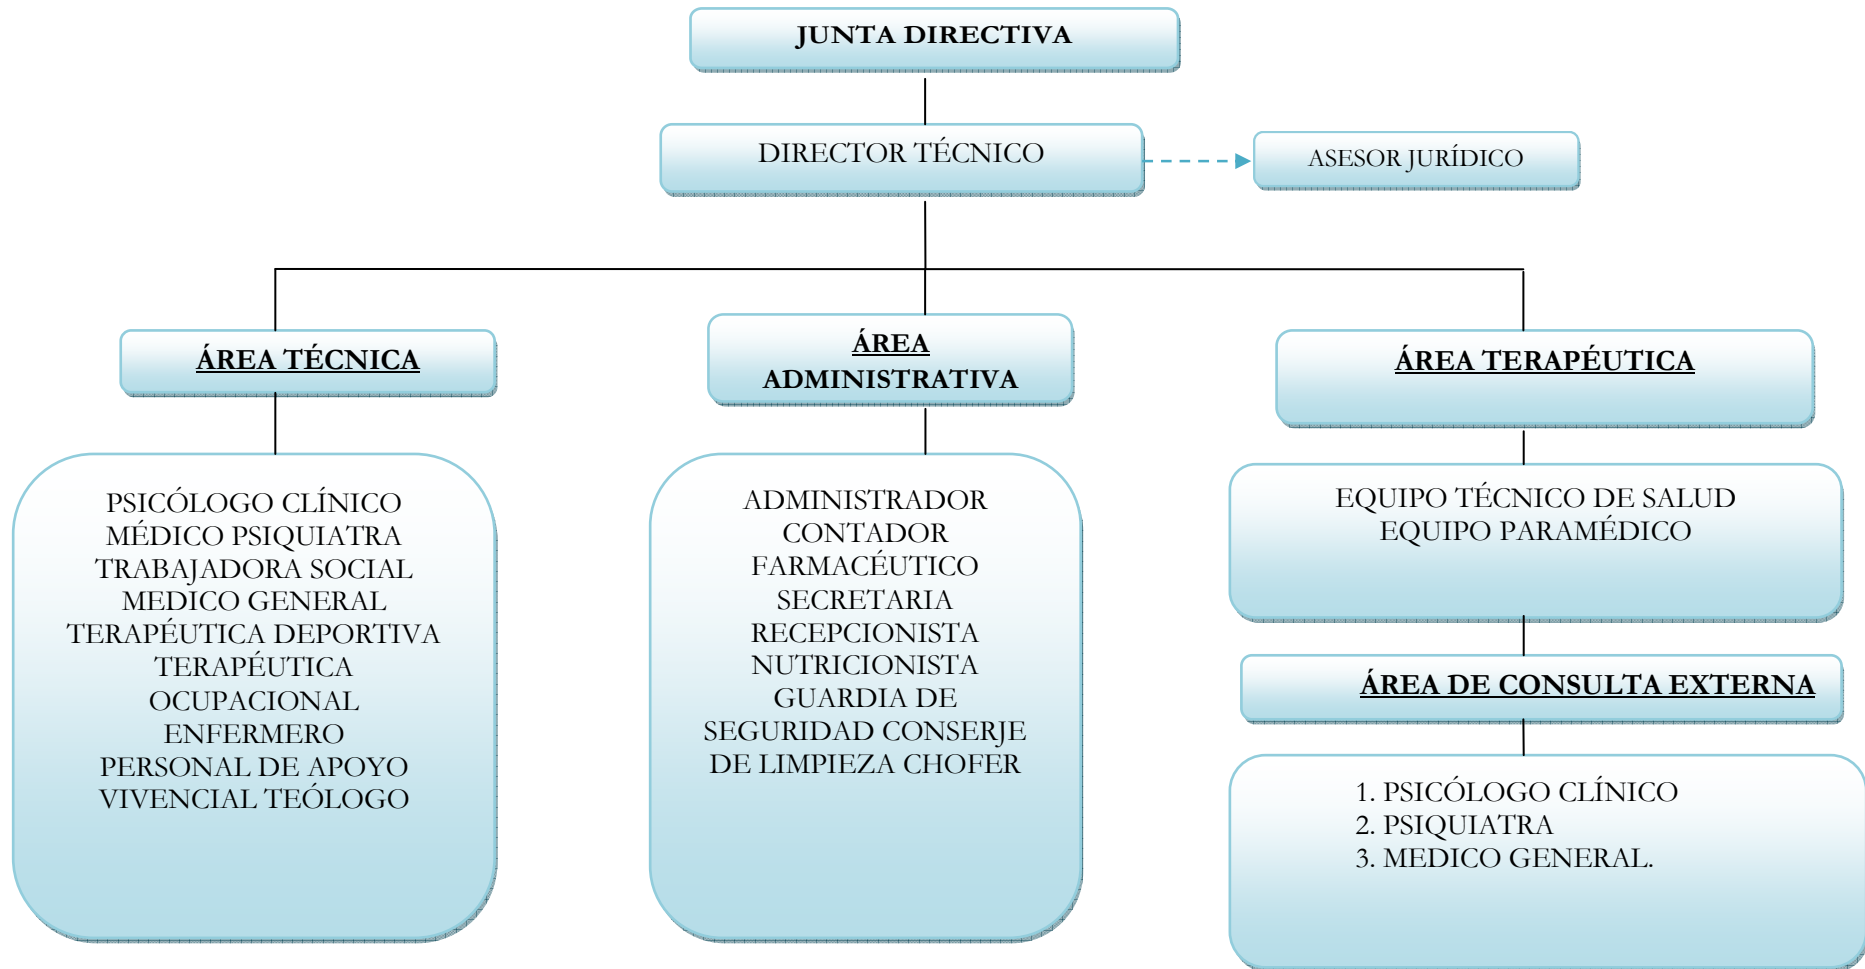 JUNTA DIRECTIVA
DIRECTOR TÉCNICO
ASESOR JURÍDICO
ÁREA TÉCNICA
PSICÓLOGO CLÍNICO
MÉDICO PSIQUIATRA
TRABAJADORA SOCIAL
MEDICO GENERAL
TERAPÉUTICA DEPORTIVA
TERAPÉUTICA
OCUPACIONAL
ENFERMERO
PERSONAL DE APOYO
VIVENCIAL TEÓLOGO
ÁREA
ADMINISTRATIVA
ADMINISTRADOR
CONTADOR
FARMACÉUTICO
SECRETARIA
RECEPCIONISTA
NUTRICIONISTA
GUARDIA DE
SEGURIDAD CONSERJE
DE LIMPIEZA CHOFER
ÁREA TERAPÉUTICA
EQUIPO TÉCNICO DE SALUD
EQUIPO PARAMÉDICO
ÁREA DE CONSULTA EXTERNA
1. PSICÓLOGO CLÍNICO
2. PSIQUIATRA
3. MEDICO GENERAL.